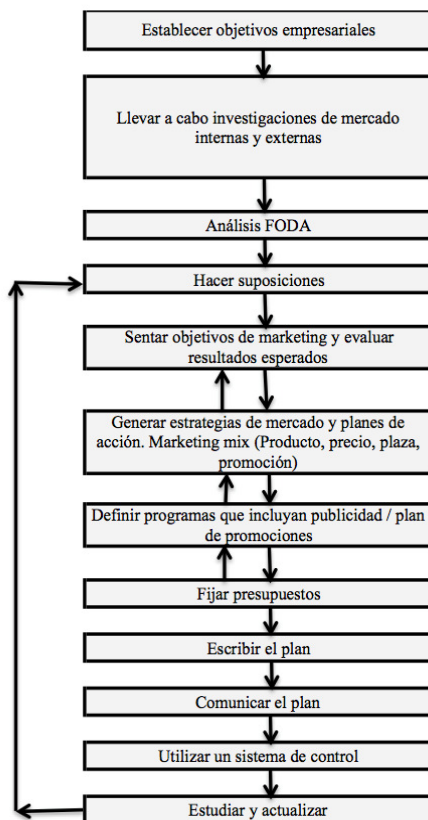 Establecer objetivos empresariales
Llevar a cabo investigaciones de mercado
internas y externas
Análisis FODA
Hacer suposiciones
Sentar objetivos de marketing y evaluar
resultados esperados
Generar estrategias de mercado y planes de
acción. Marketing mix (Producto, precio, plaza,
promoción)
Definir programas que incluyan publicidad / plan
de promociones
Fijar presupuestos
Escribir el plan
Comunicar el plan
Utilizar un sistema de control
Estudiar y actualizar